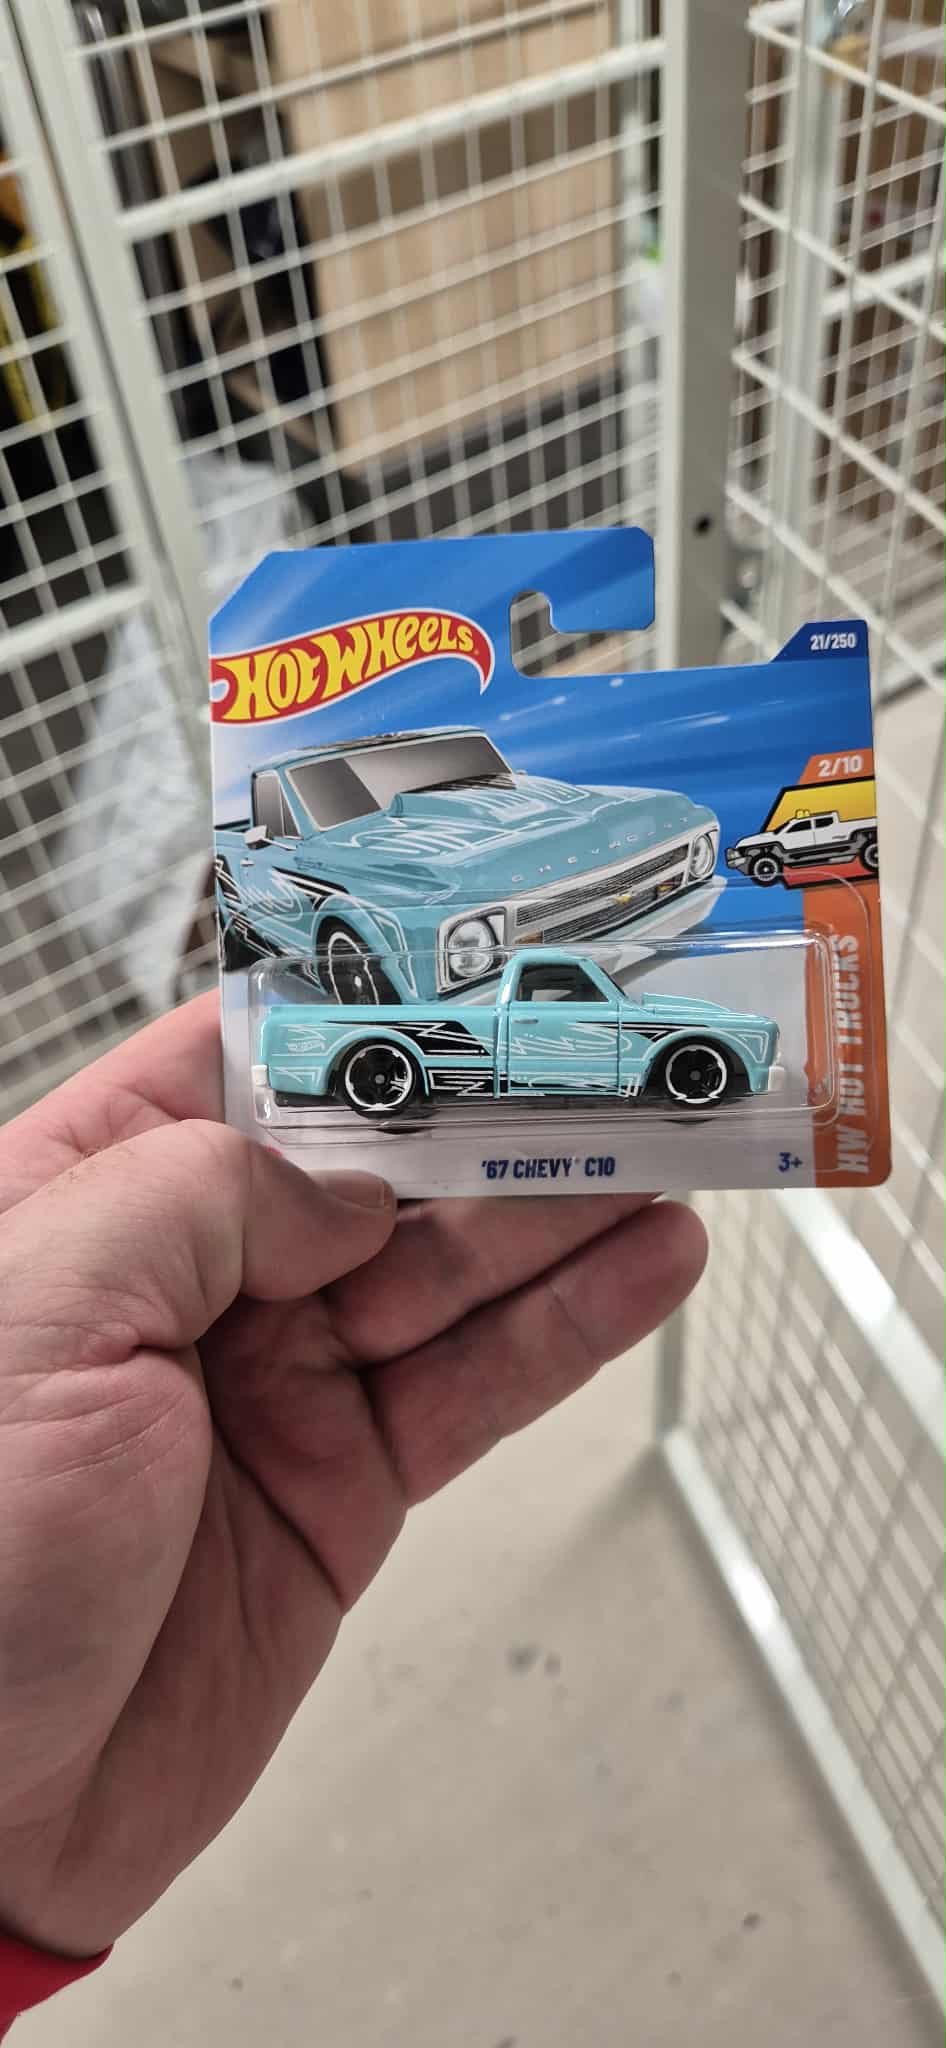 HOT WHEELS
21/250
2/10
CHEVROLET
HW HOT TRUCKS
'67 CHEVY C10
3+